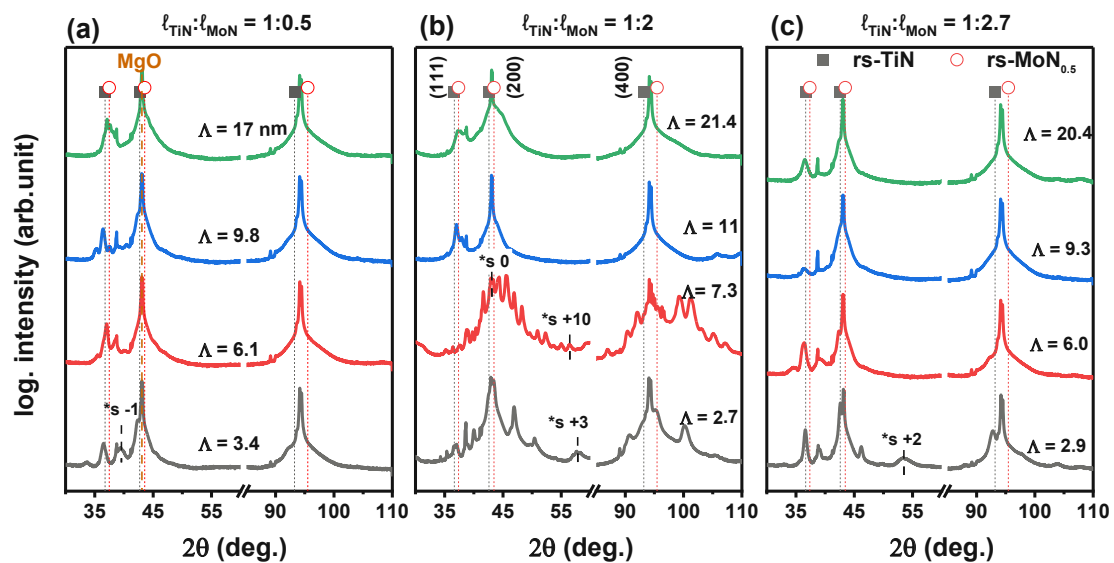 (a) ℓTiN:ℓMoN = 1:0.5
MgO
Λ = 17 nm
Λ = 9.8
Λ = 6.1
*s -1
Λ = 3.4
35 45 55 90 100 110
2θ (deg.)
log. intensity (arb.unit)
(b) ℓTiN:ℓMoN = 1:2
(111)
(200)
(400)
Λ = 21.4
Λ = 11
*s 0
Λ = 7.3
*s +10
*s +3
Λ = 2.7
35 45 55 90 100 110
2θ (deg.)
(c) ℓTiN:ℓMoN = 1:2.7
rs-TiN rs-MoN0.5
Λ = 20.4
Λ = 9.3
Λ = 6.0
*s +2
Λ = 2.9
35 45 55 90 100 110
2θ (deg.)